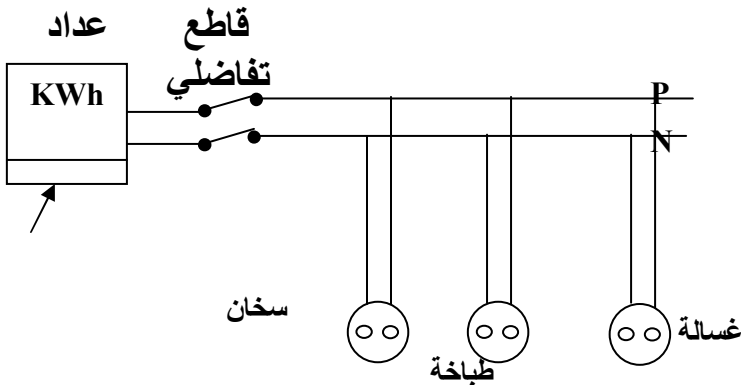 عداد
قاطع
تفاضلي
KWh
P
N
سخان
طباخة
غسالة